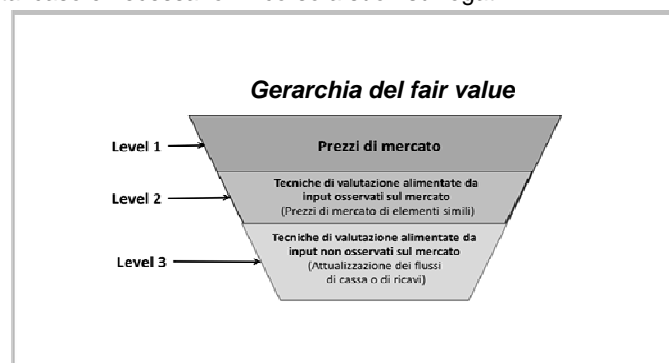 Gerarchia del fair value
Level 1
Prezzi di mercato
Level 2
Tecniche di valutazione alimentate da
input osservati sul mercato
(Prezzi di mercato di elementi simili)
Level 3
Tecniche di valutazione alimentate da
input non osservati sul mercato
(Attualizzazione dei flussi
di cassa o di ricavi)